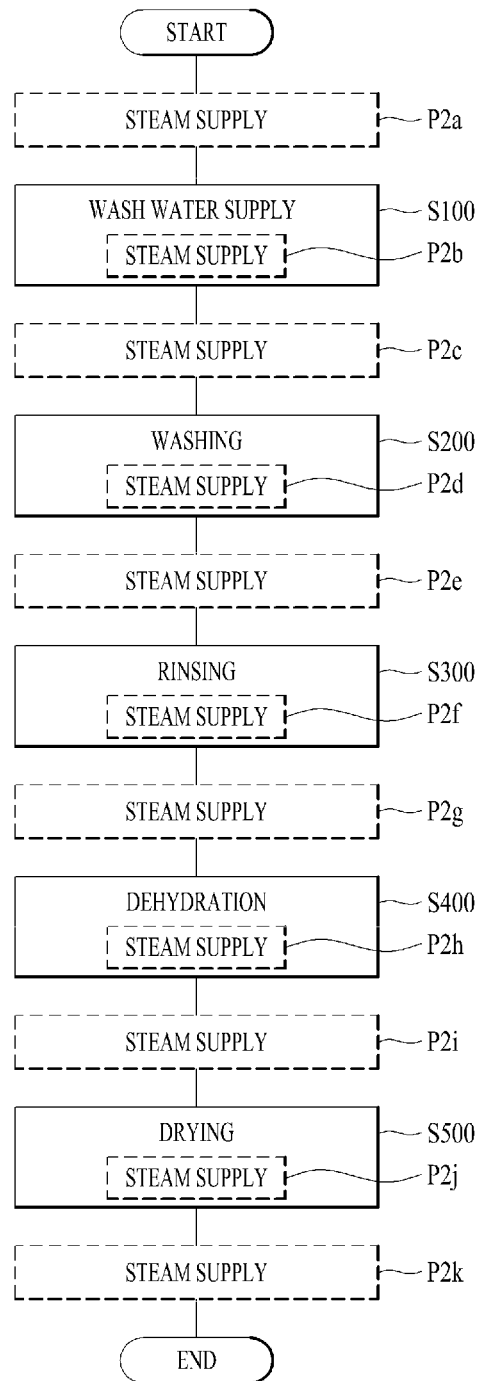 START
STEAM SUPPLY P2a
WASH WATER SUPPLY S100
STEAM SUPPLY P2b
STEAM SUPPLY P2c
WASHING S200
STEAM SUPPLY P2d
STEAM SUPPLY P2e
RINSING S300
STEAM SUPPLY P2f
STEAM SUPPLY P2g
DEHYDRATION S400
STEAM SUPPLY P2h
STEAM SUPPLY P2i
DRYING S500
STEAM SUPPLY P2j
STEAM SUPPLY P2k
END